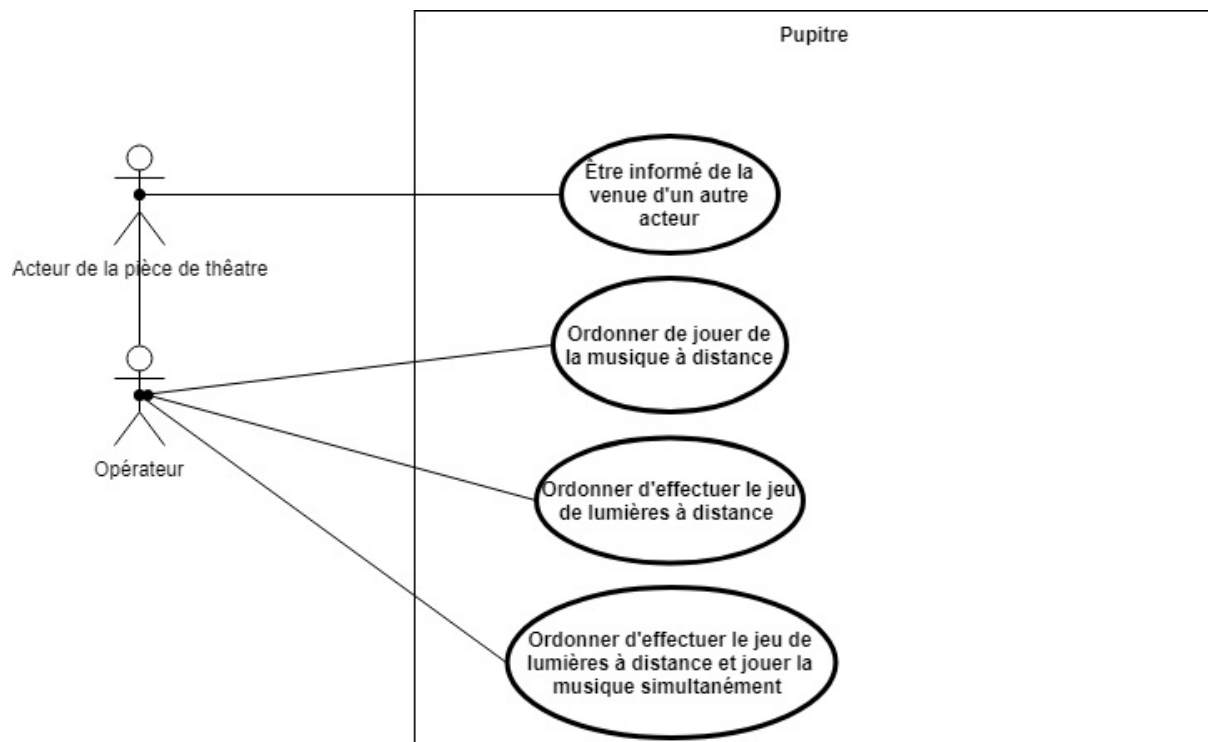 Pupitre
Être informé de la
venue d'un autre
acteur
Acteur de la pièce de thêatre
Ordonner de jouer de
la musique à distance
Opérateur
Ordonner d'effectuer le jeu
de lumières à distance
Ordonner d'effectuer le jeu de
lumières à distance et jouer la
musique simultanément